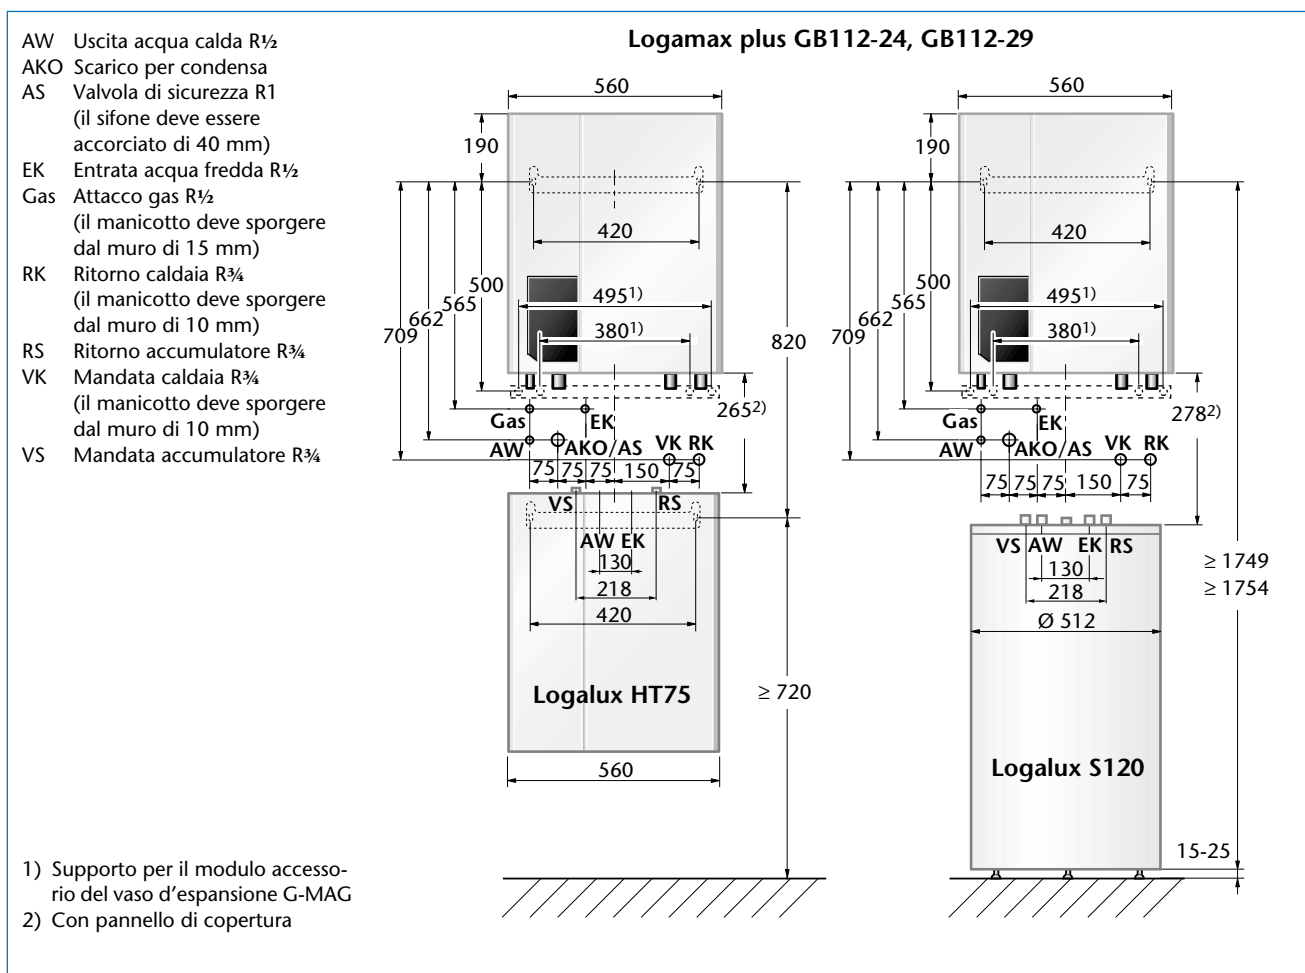 AW Uscita acqua calda R½
AKO Scarico per condensa
AS Valvola di sicurezza R1
(il sifone deve essere
accorciato di 40 mm)
EK Entrata acqua fredda R½
Gas Attacco gas R½
(il manicotto deve sporgere
dal muro di 15 mm)
RK Ritorno caldaia R¾
(il manicotto deve sporgere
dal muro di 10 mm)
RS Ritorno accumulatore R¾
VK Mandata caldaia R¾
(il manicotto deve sporgere
dal muro di 10 mm)
VS Mandata accumulatore R¾
1) Supporto per il modulo accesso-
rio del vaso d'espansione G-MAG
2) Con pannello di copertura
Logamax plus GB112-24, GB112-29
560
190
420
500
565
662
709
4951)
3801)
820
2652)
Gas EK
AW AKO/AS VK RK
75 75 75 150 75
VS RS
AW EK
130
218
420
Logalux HT75
≥ 720
560
560
190
420
500
565
662
709
4951)
3801)
2782)
Gas EK
AW AKO/AS VK RK
75 75 75 150 75
VS AW EK RS
130
218
Ø 512
≥ 1749
≥ 1754
Logalux S120
15-25